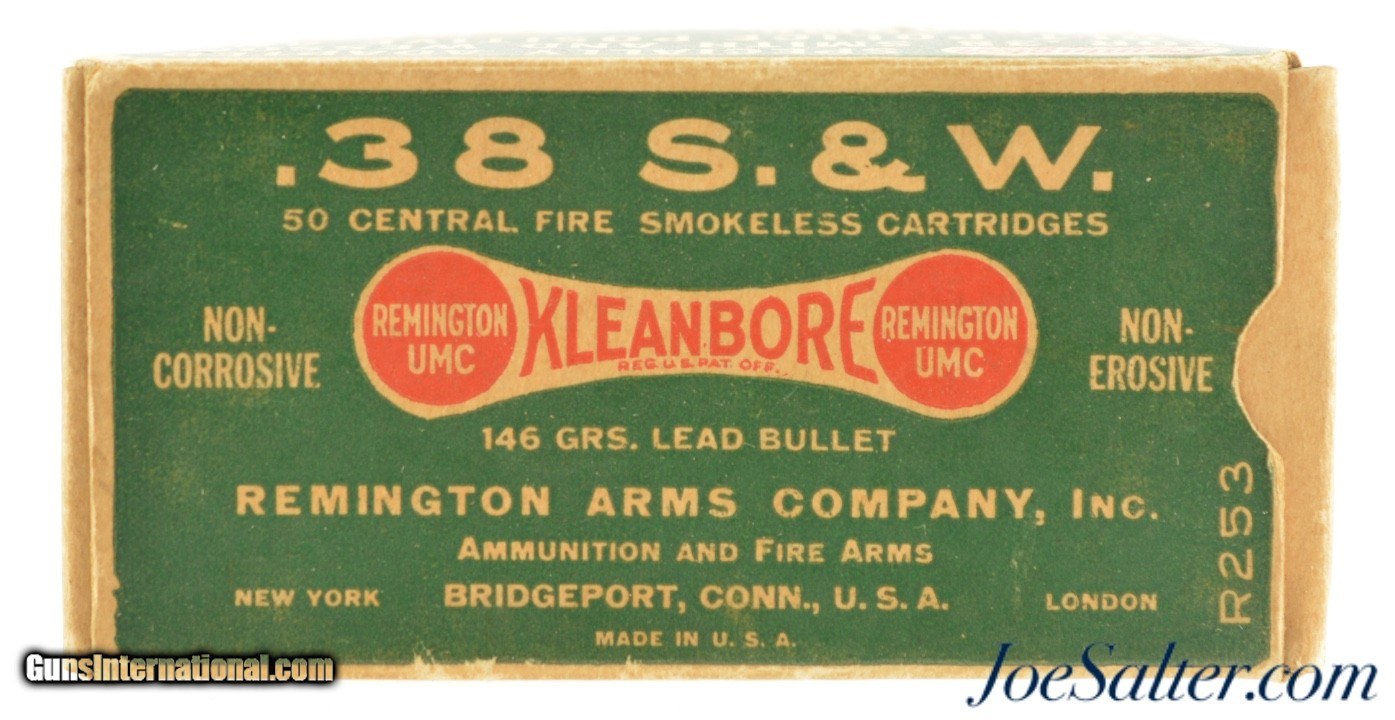 .38 S. & W.
50 CENTRAL FIRE SMOKELESS CARTRIDGES
NON-
CORROSIVE
REMINGTON
UMC
KLEANBORE
REG. U.S. PAT. OFF.
REMINGTON
UMC
NON-
EROSIVE
146 GRS. LEAD BULLET
REMINGTON ARMS COMPANY, INC.
AMMUNITION AND FIRE ARMS
NEW YORK BRIDGEPORT, CONN., U. S. A. LONDON
MADE IN U. S. A.
R253
GunsInternational.com
JoeSalter.com